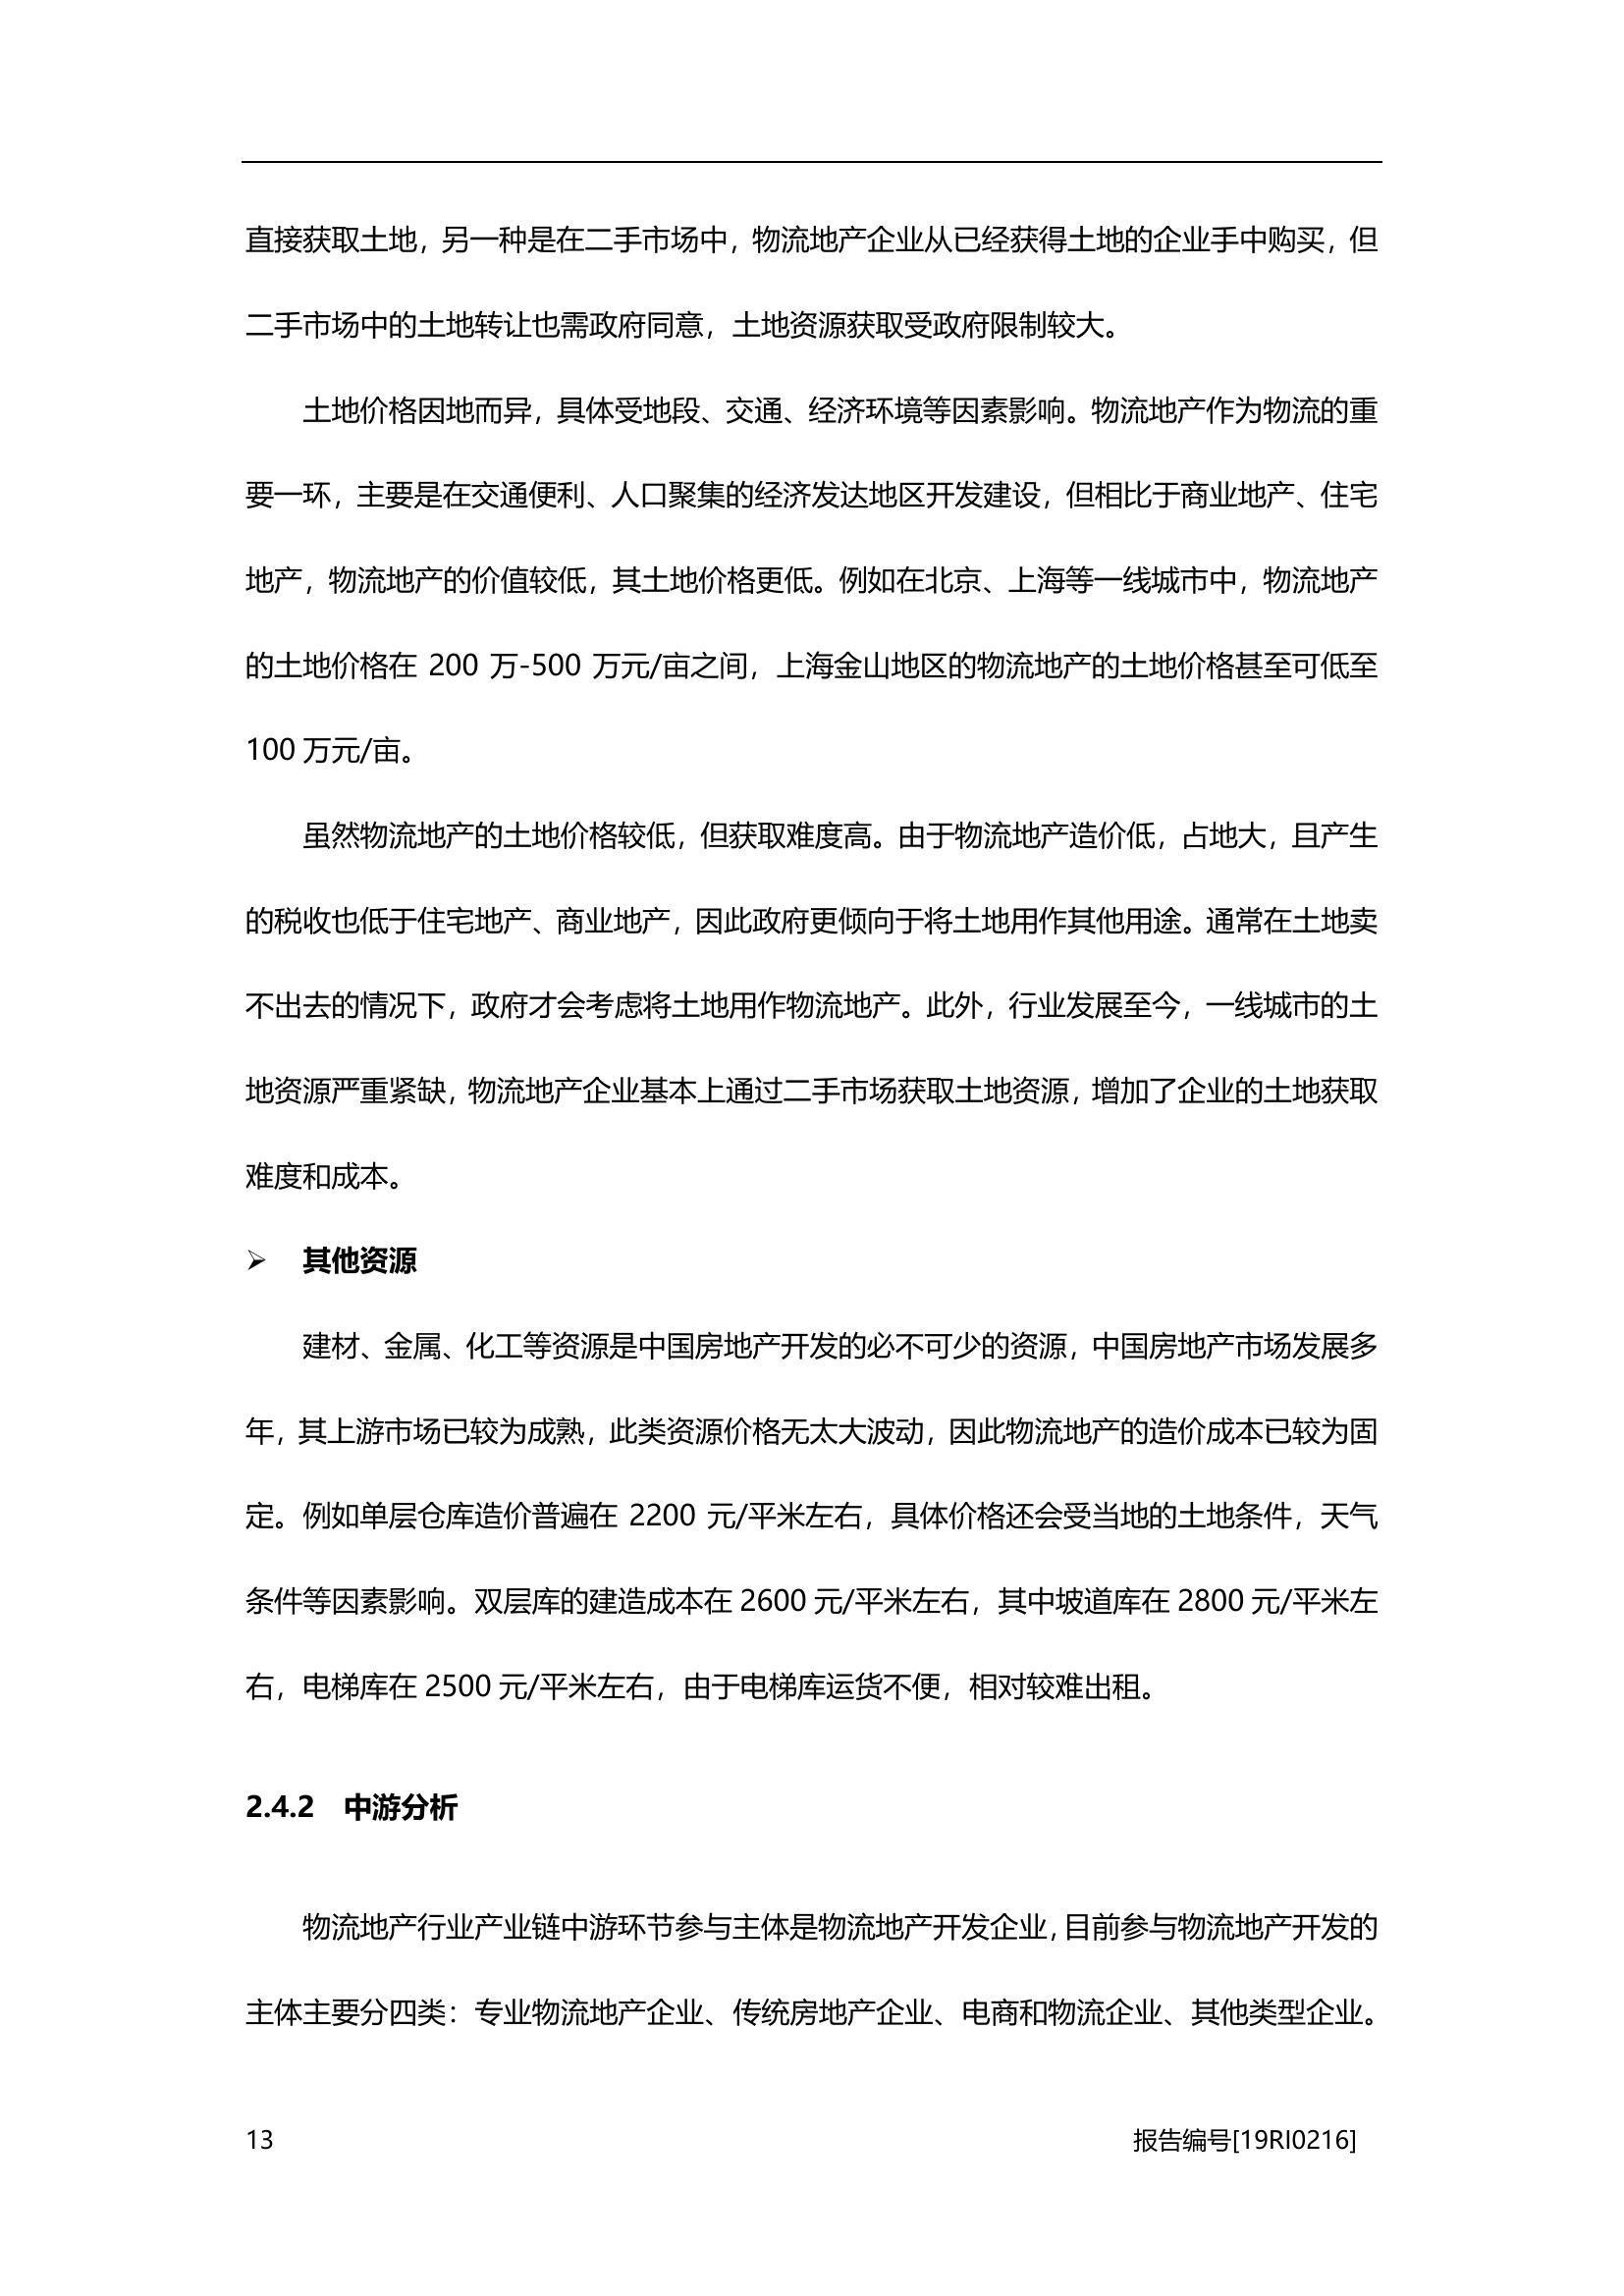 直接获取土地，另一种是在二手市场中，物流地产企业从已经获得土地的企业手中购买，但
二手市场中的土地转让也需政府同意，土地资源获取受政府限制较大。
土地价格因地而异，具体受地段、交通、经济环境等因素影响。物流地产作为物流的重
要一环，主要是在交通便利、人口聚集的经济发达地区开发建设，但相比于商业地产、住宅
地产，物流地产的价值较低，其土地价格更低。例如在北京、上海等一线城市中，物流地产
的土地价格在 200 万-500 万元/亩之间，上海金山地区的物流地产的土地价格甚至可低至
100 万元/亩。
虽然物流地产的土地价格较低，但获取难度高。由于物流地产造价低，占地大，且产生
的税收也低于住宅地产、商业地产，因此政府更倾向于将土地用作其他用途。通常在土地卖
不出去的情况下，政府才会考虑将土地用作物流地产。此外，行业发展至今，一线城市的土
地资源严重紧缺，物流地产企业基本上通过二手市场获取土地资源，增加了企业的土地获取
难度和成本。
➢ 其他资源
建材、金属、化工等资源是中国房地产开发的必不可少的资源，中国房地产市场发展多
年，其上游市场已较为成熟，此类资源价格无太大波动，因此物流地产的造价成本已较为固
定。例如单层仓库造价普遍在 2200 元/平米左右，具体价格还会受当地的土地条件，天气
条件等因素影响。双层库的建造成本在 2600 元/平米左右，其中坡道库在 2800 元/平米左
右，电梯库在 2500 元/平米左右，由于电梯库运货不便，相对较难出租。
2.4.2 中游分析
物流地产行业产业链中游环节参与主体是物流地产开发企业，目前参与物流地产开发的
主体主要分四类：专业物流地产企业、传统房地产企业、电商和物流企业、其他类型企业。
13 报告编号[19RI0216]